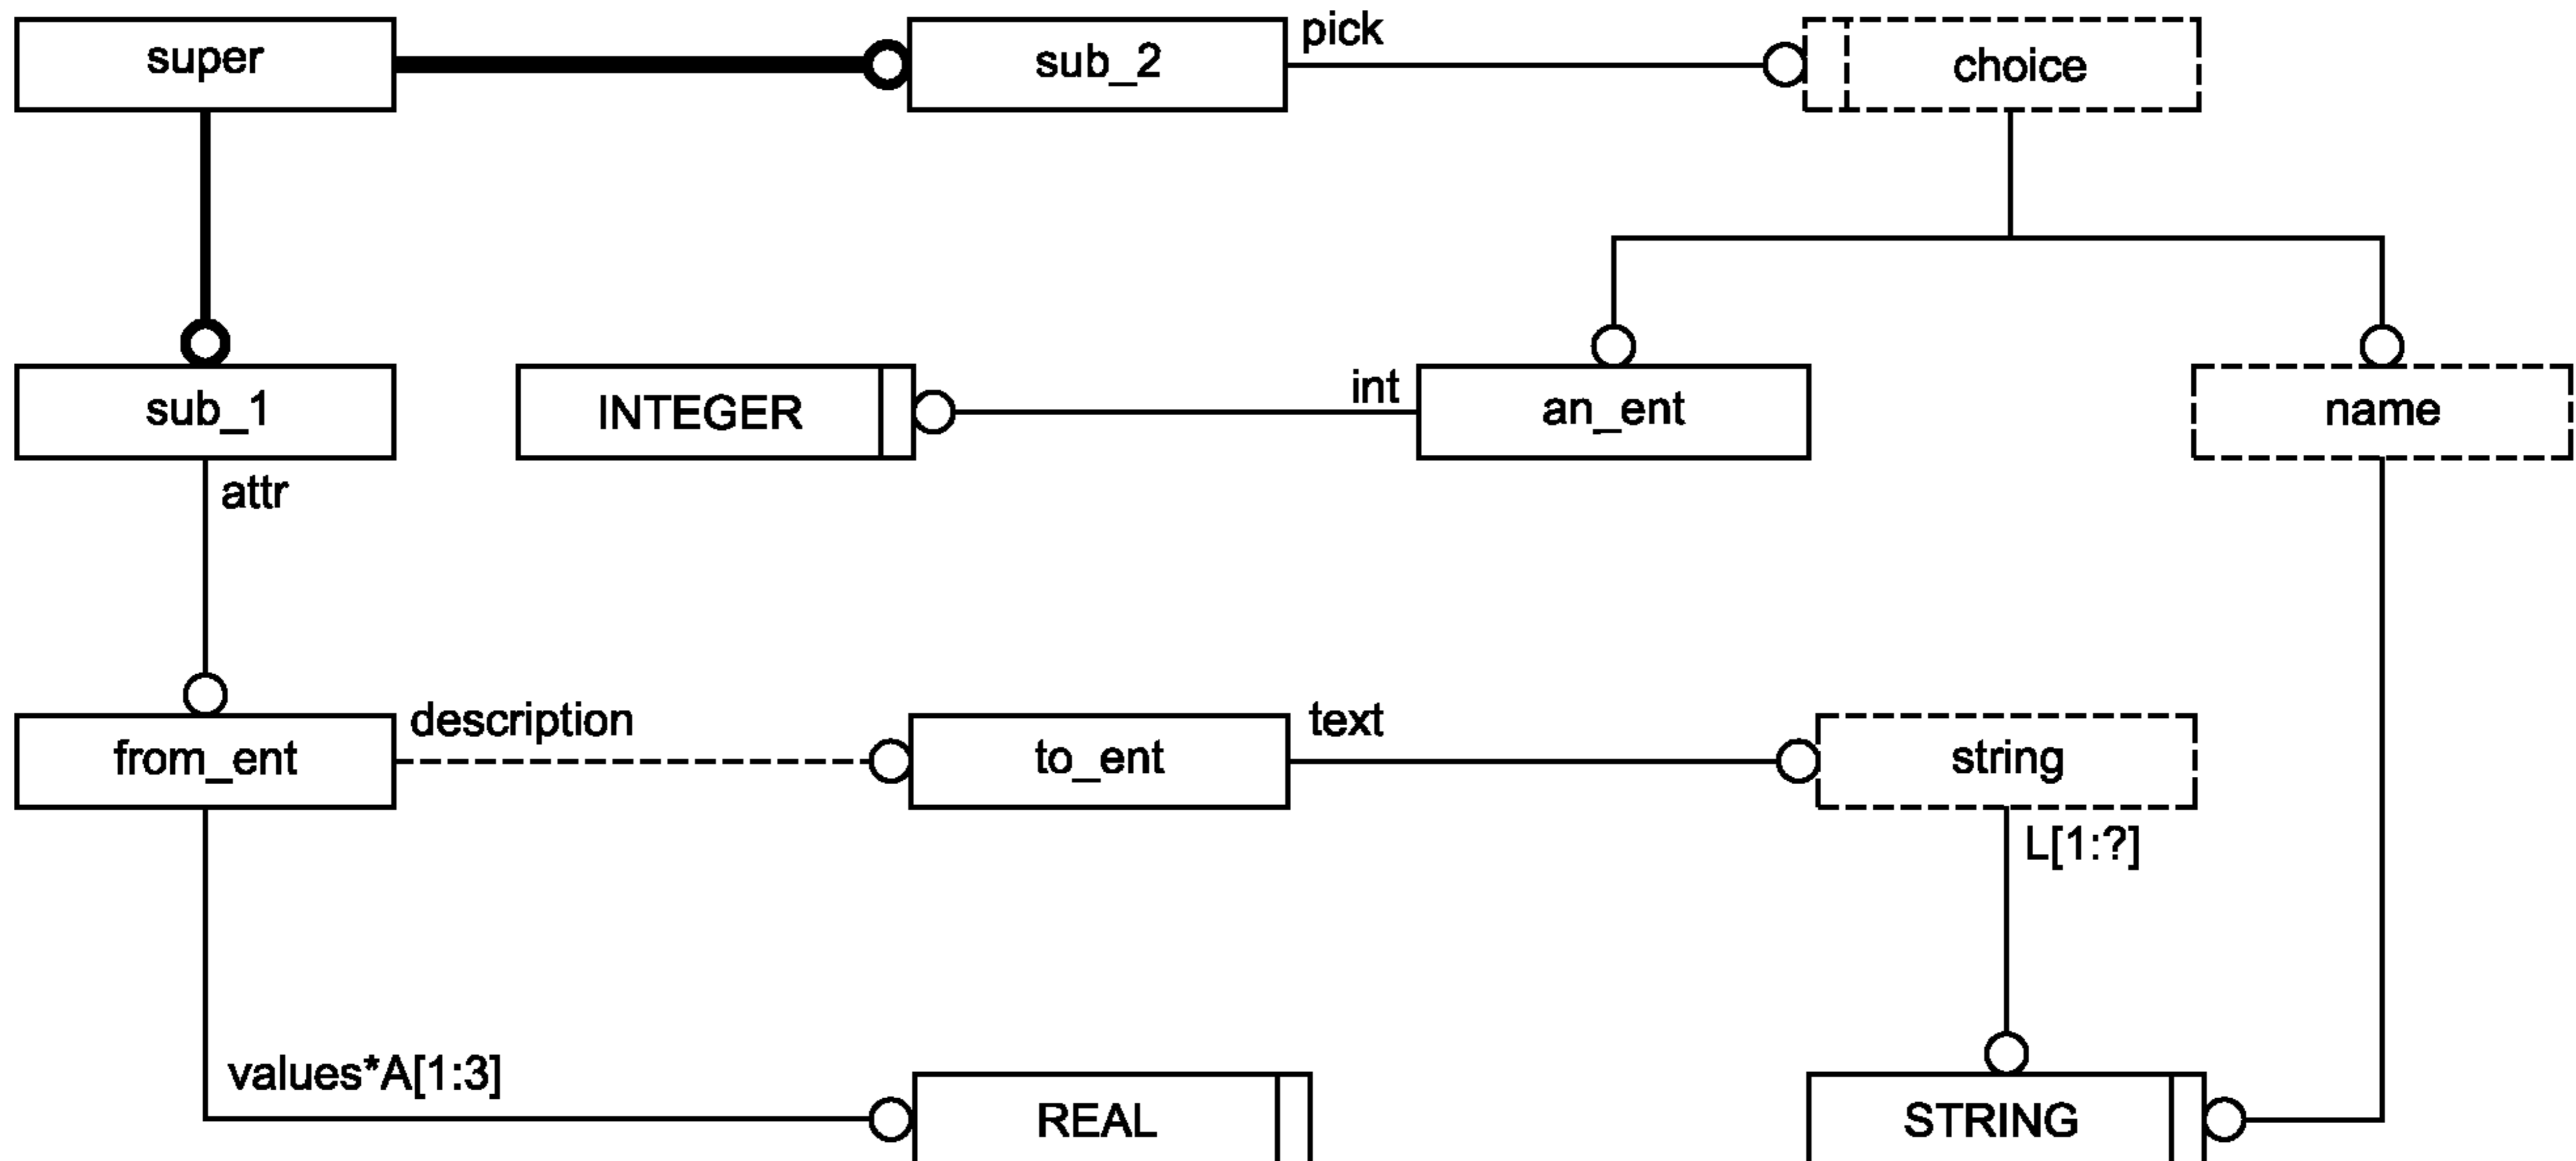 super
sub_2
pick
choice
sub_1
INTEGER
int
an_ent
name
attr
from_ent
description
to_ent
text
string
L[1:?]
values*A[1:3]
REAL
STRING